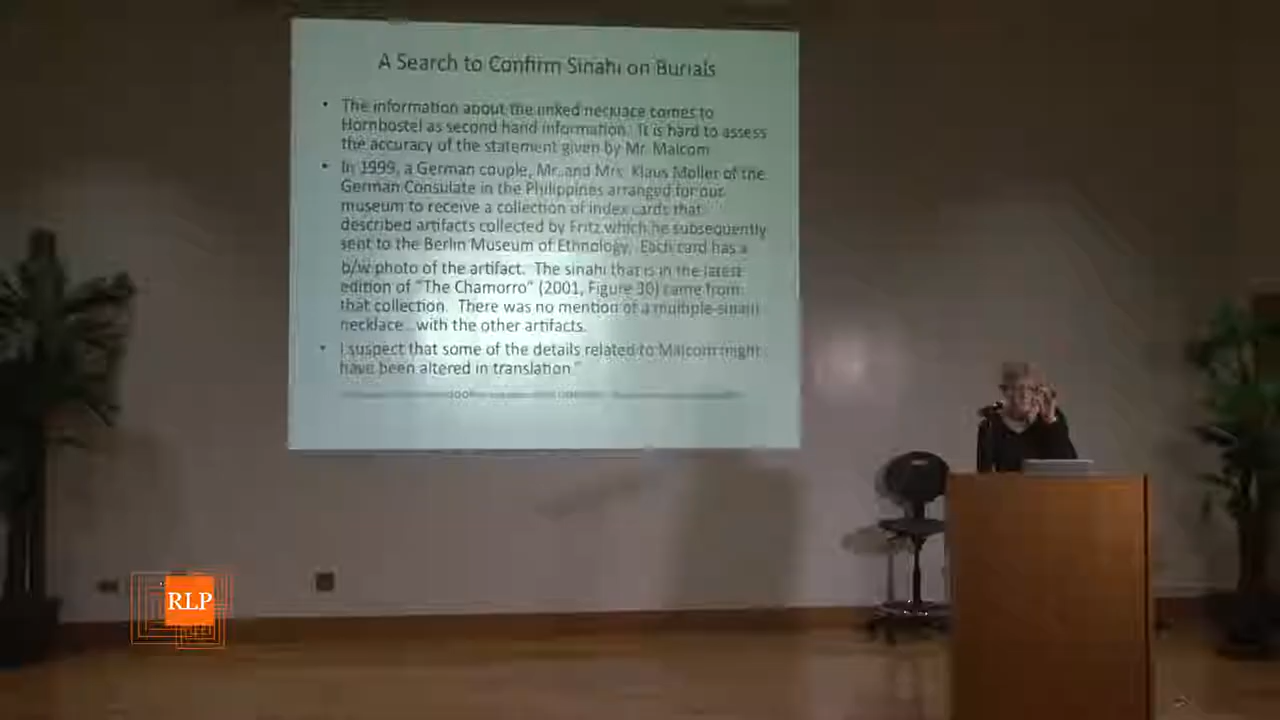 A Search to Confirm Sinahi on Burials
• The information about the linked necklace comes to
Hornbostel as second hand information. It is hard to assess
the accuracy of the statement given by Mr. Malcom
• In 1999, a German couple, Mr. and Mrs. Klaus Moller of the
German Consulate in the Philippines arranged for our
museum to receive a collection of index cards that
described artifacts collected by Fritz which he subsequently
sent to the Berlin Museum of Ethnology. Each card has a
b/w photo of the artifact. The sinahi that is in the latest
edition of "The Chamorro" (2001, Figure 30) came from
that collection. There was no mention of a multiple-sinahi
necklace...with the other artifacts.
• I suspect that some of the details related to Malcom might
have been altered in translation."
RLP